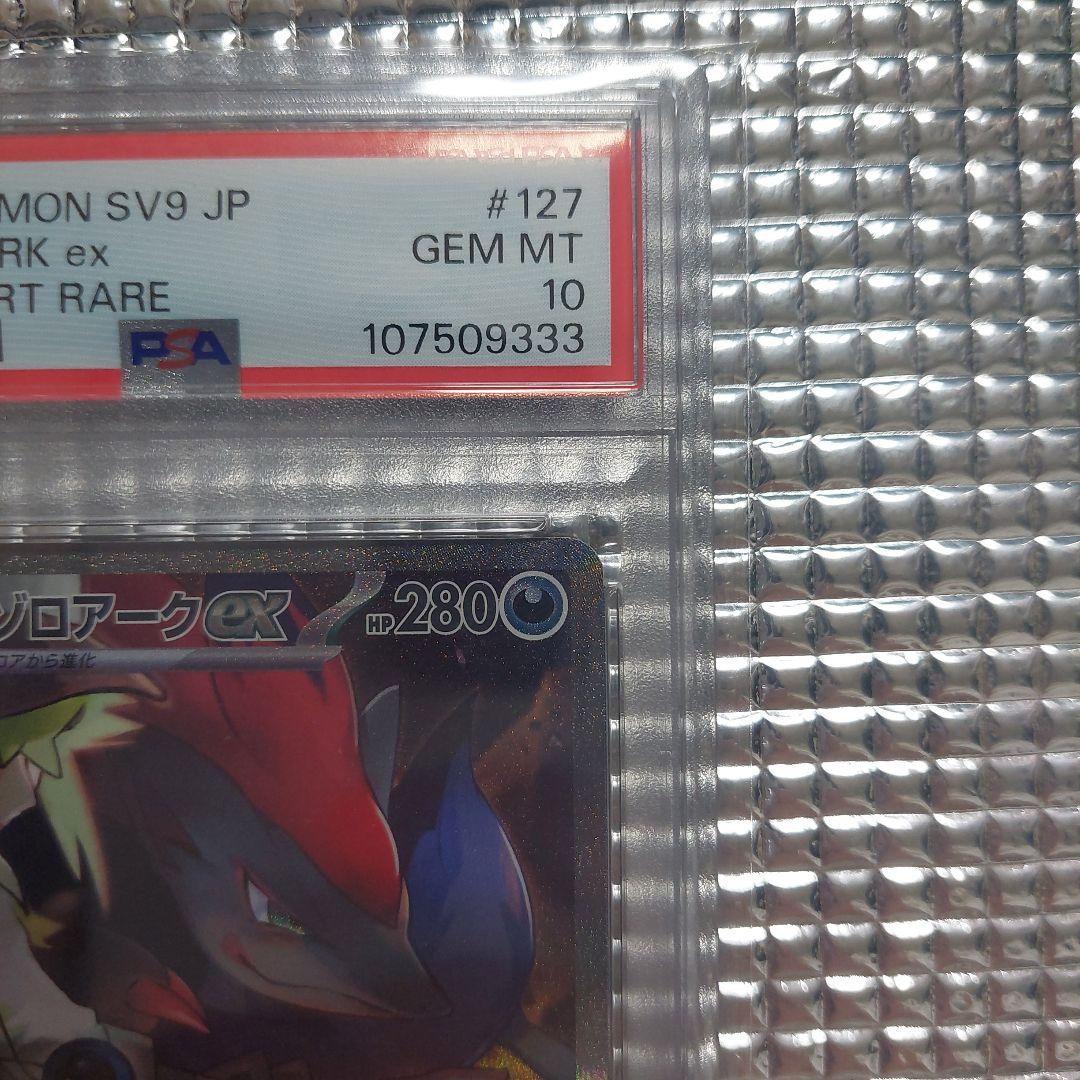 MON SV9 JP #127
RK ex GEM MT
RT RARE 10
PSA 107509333
ゾロアークex HP280
コアから進化